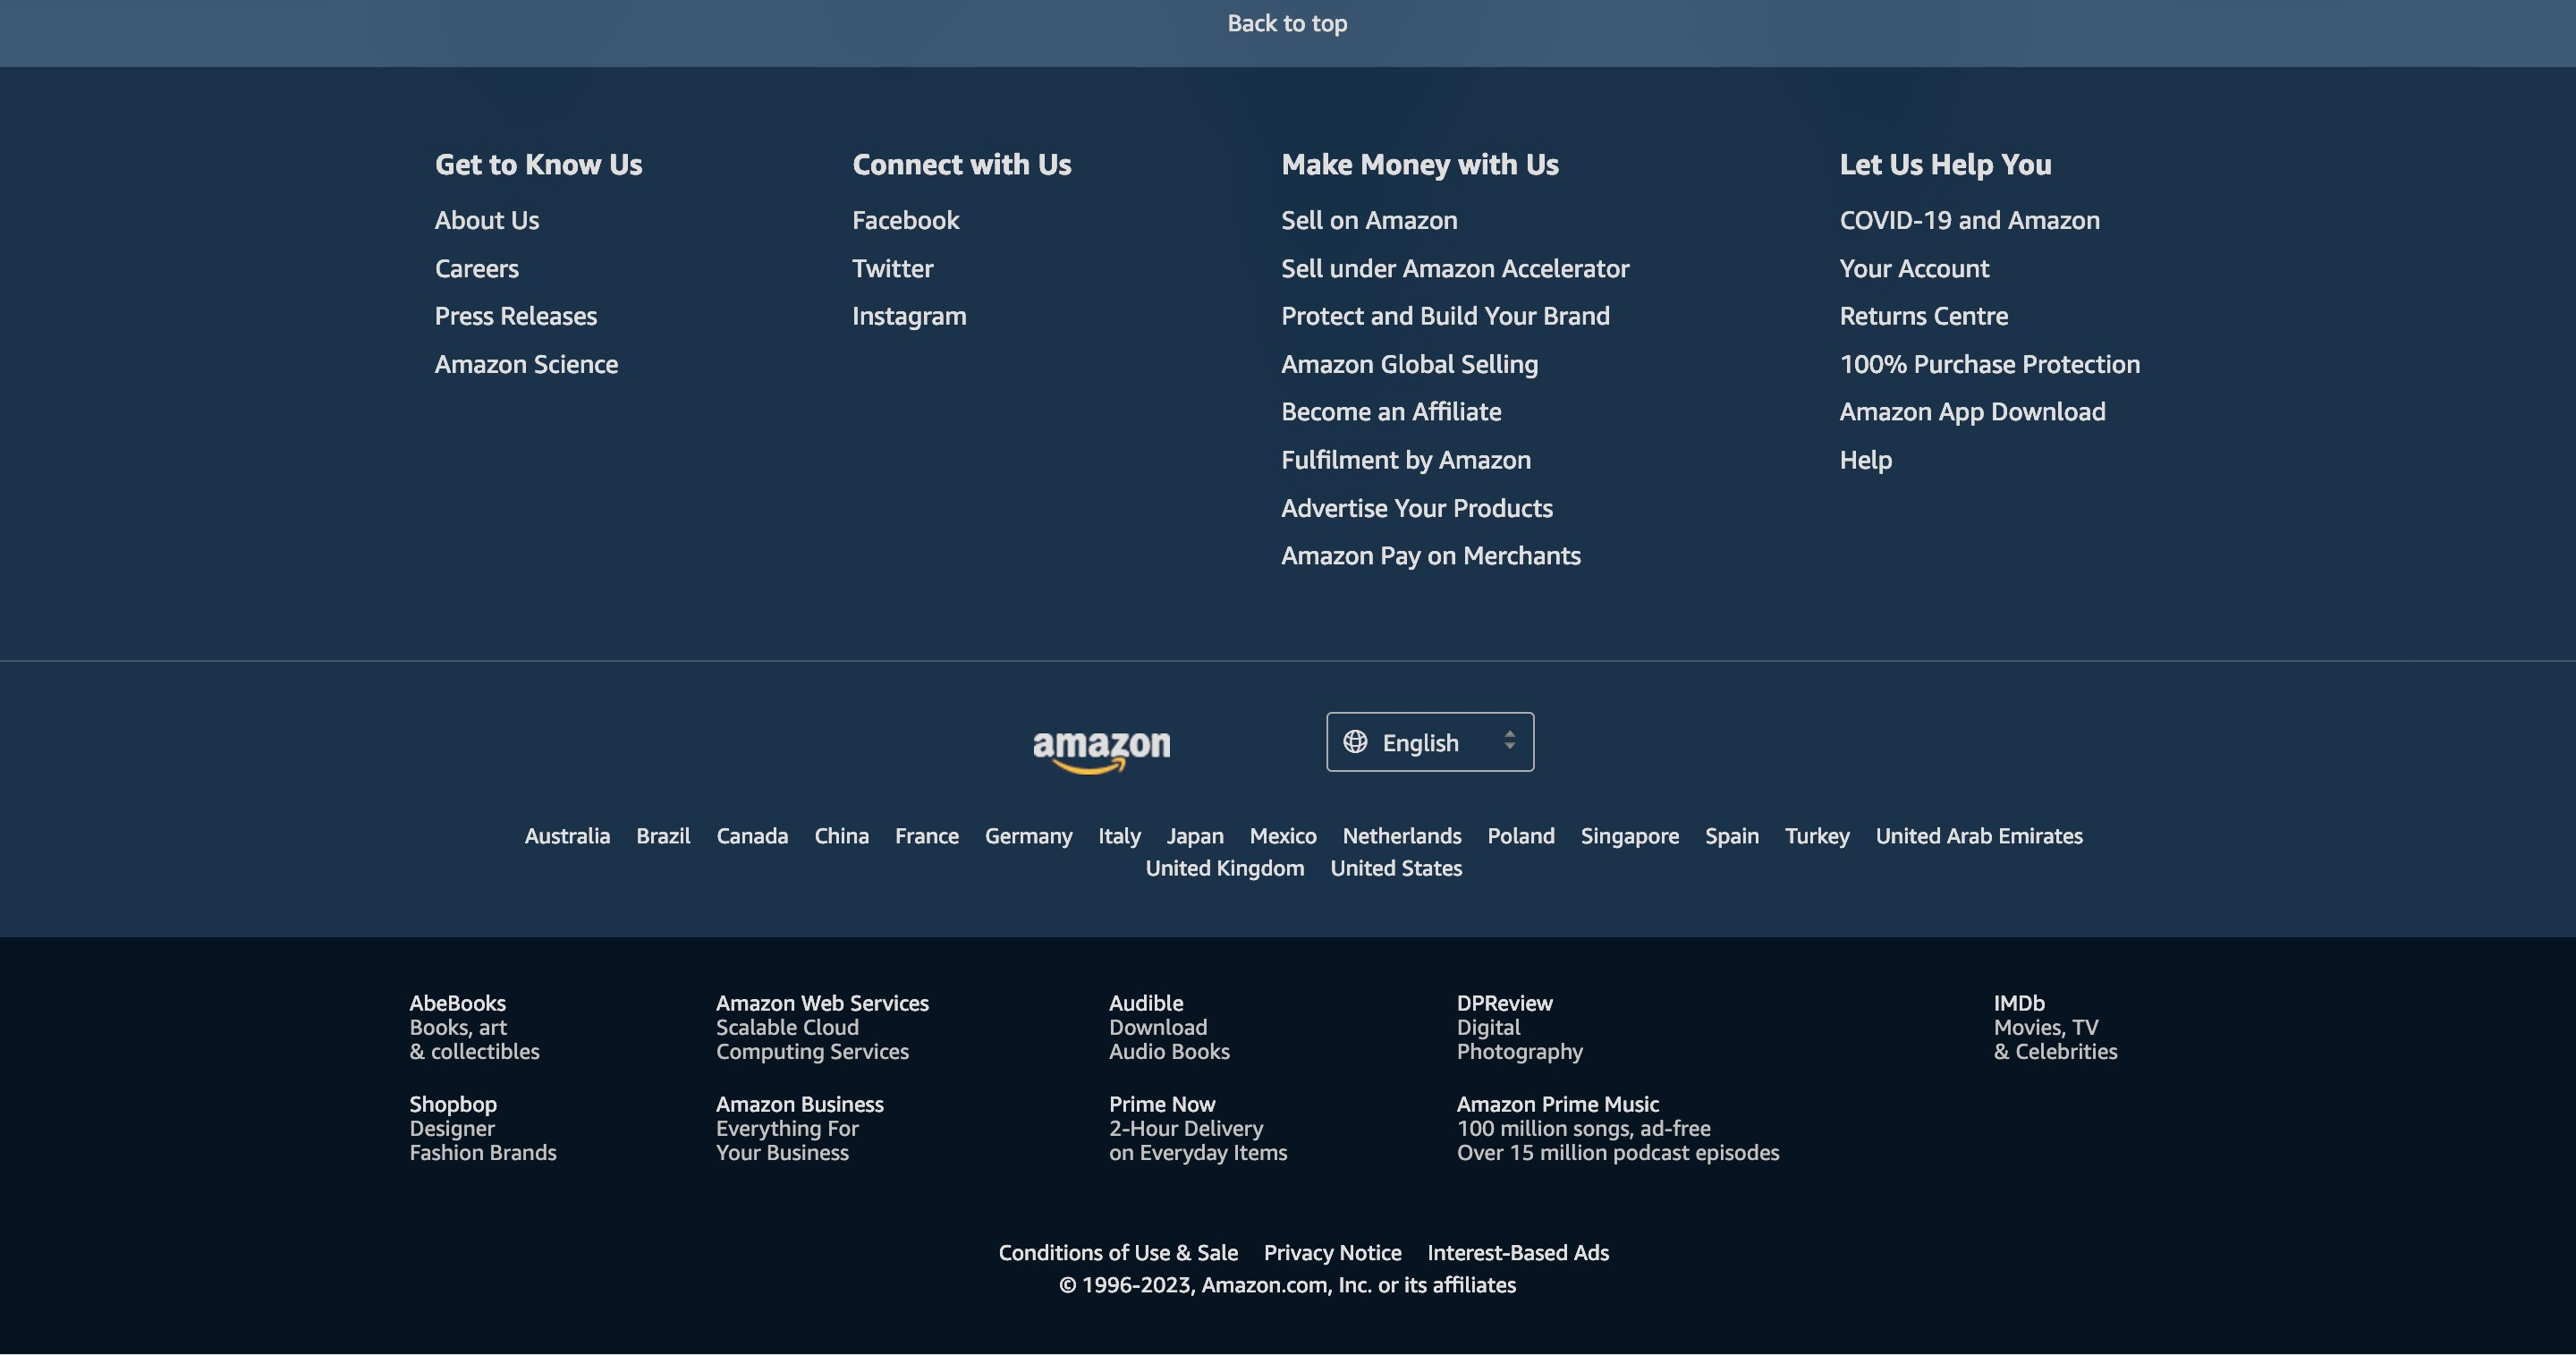 Back to top
Get to Know Us
About Us
Careers
Press Releases
Amazon Science
Connect with Us
Facebook
Twitter
Instagram
Make Money with Us
Sell on Amazon
Sell under Amazon Accelerator
Protect and Build Your Brand
Amazon Global Selling
Become an Affiliate
Fulfilment by Amazon
Advertise Your Products
Amazon Pay on Merchants
Let Us Help You
COVID-19 and Amazon
Your Account
Returns Centre
100% Purchase Protection
Amazon App Download
Help
amazon
English
Australia Brazil Canada China France Germany Italy Japan Mexico Netherlands Poland Singapore Spain Turkey United Arab Emirates
United Kingdom United States
AbeBooks
Books, art
& collectibles
Amazon Web Services
Scalable Cloud
Computing Services
Audible
Download
Audio Books
DPReview
Digital
Photography
IMDb
Movies, TV
& Celebrities
Shopbop
Designer
Fashion Brands
Amazon Business
Everything For
Your Business
Prime Now
2-Hour Delivery
on Everyday Items
Amazon Prime Music
100 million songs, ad-free
Over 15 million podcast episodes
Conditions of Use & Sale Privacy Notice Interest-Based Ads
© 1996-2023, Amazon.com, Inc. or its affiliates